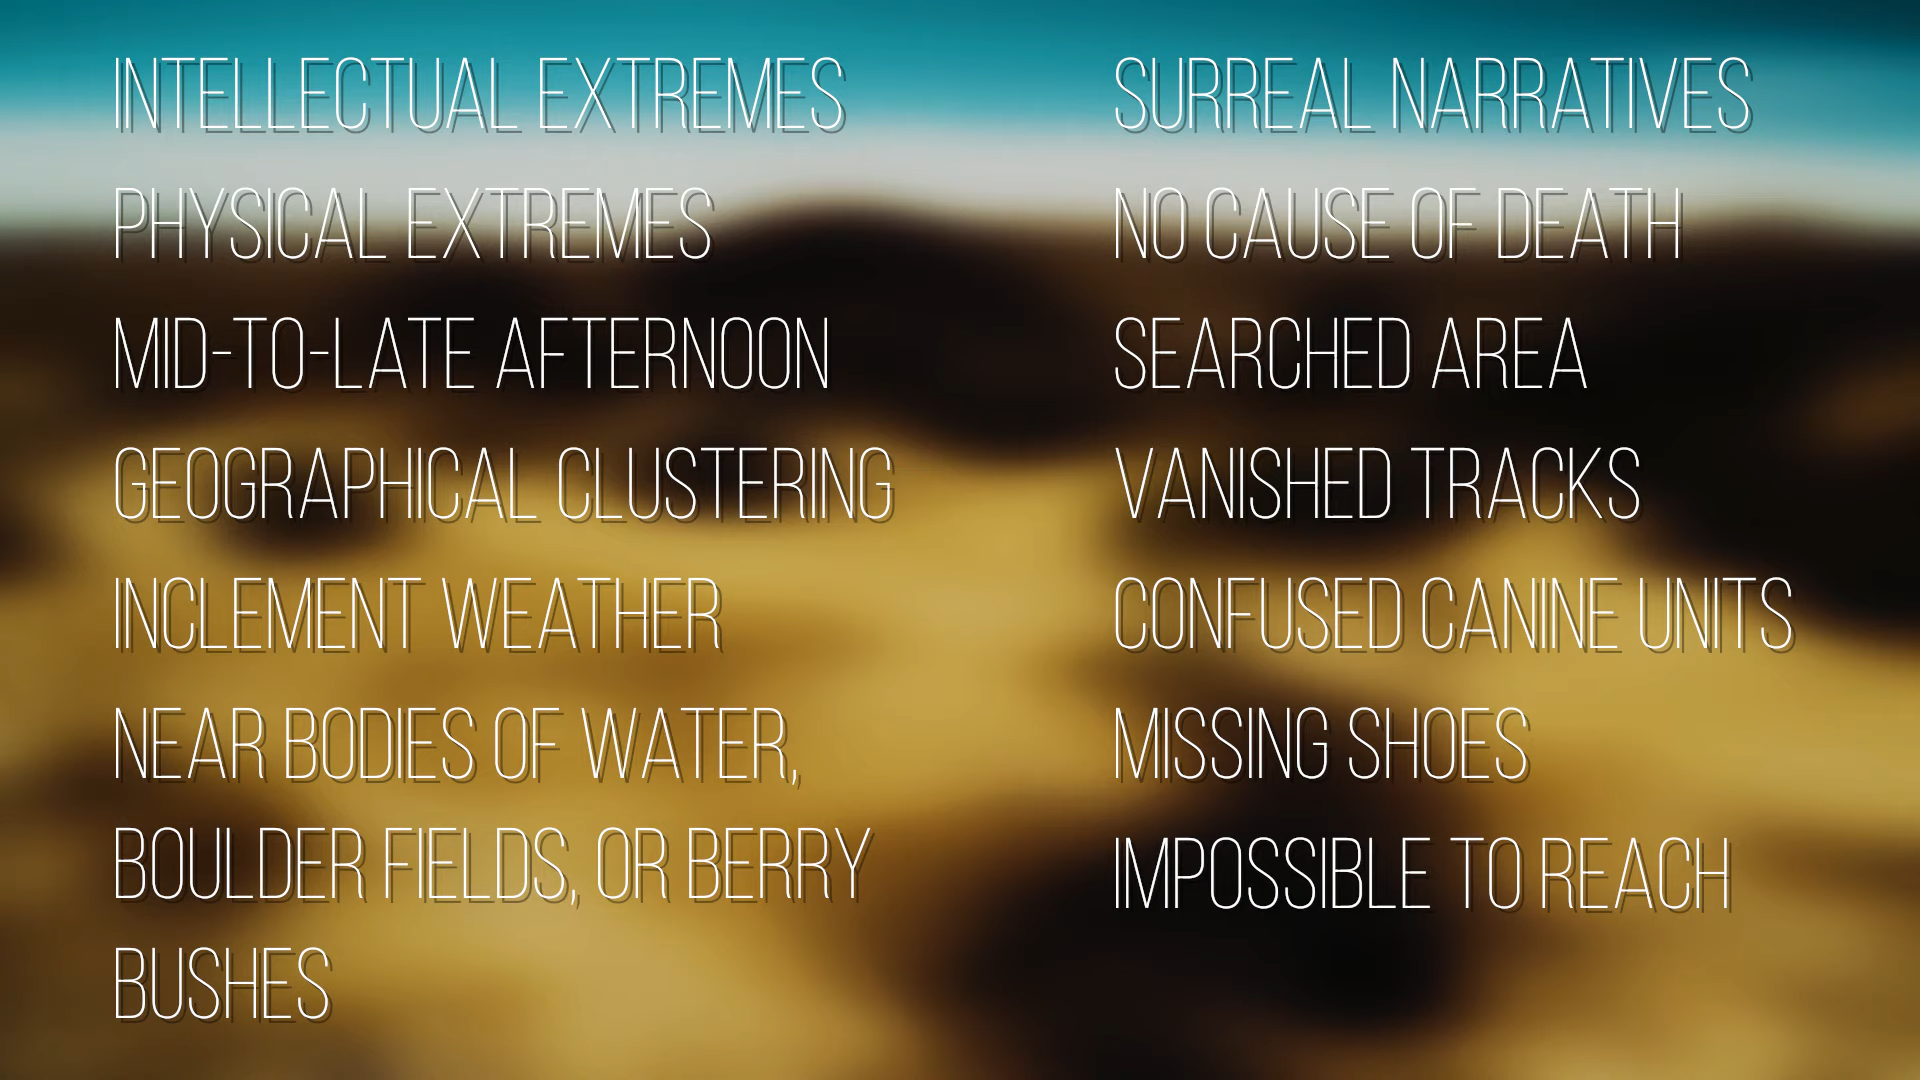 INTELLECTUAL EXTREMES
PHYSICAL EXTREMES
MID-TO-LATE AFTERNOON
GEOGRAPHICAL CLUSTERING
INCLEMENT WEATHER
NEAR BODIES OF WATER,
BOULDER FIELDS, OR BERRY
BUSHES
SURREAL NARRATIVES
NO CAUSE OF DEATH
SEARCHED AREA
VANISHED TRACKS
CONFUSED CANINE UNITS
MISSING SHOES
IMPOSSIBLE TO REACH